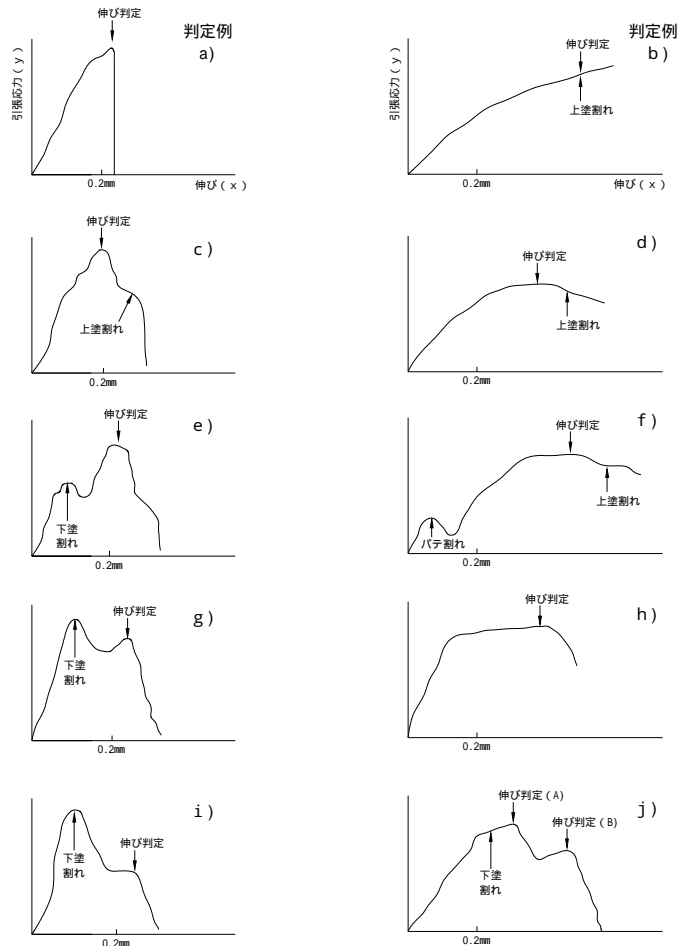 伸び判定
判定例
a)
引張応力(y)
0.2mm
伸び(x)
判定例
伸び判定
b)
上塗割れ
引張応力(y)
0.2mm
伸び(x)
伸び判定
c)
上塗割れ
0.2mm
d)
伸び判定
上塗割れ
0.2mm
伸び判定
e)
下塗
割れ
0.2mm
f)
伸び判定
上塗割れ
パテ割れ
0.2mm
伸び判定
g)
下塗
割れ
0.2mm
伸び判定
h)
0.2mm
i)
伸び判定
下塗
割れ
0.2mm
伸び判定(A)
j)
伸び判定(B)
下塗
割れ
0.2mm